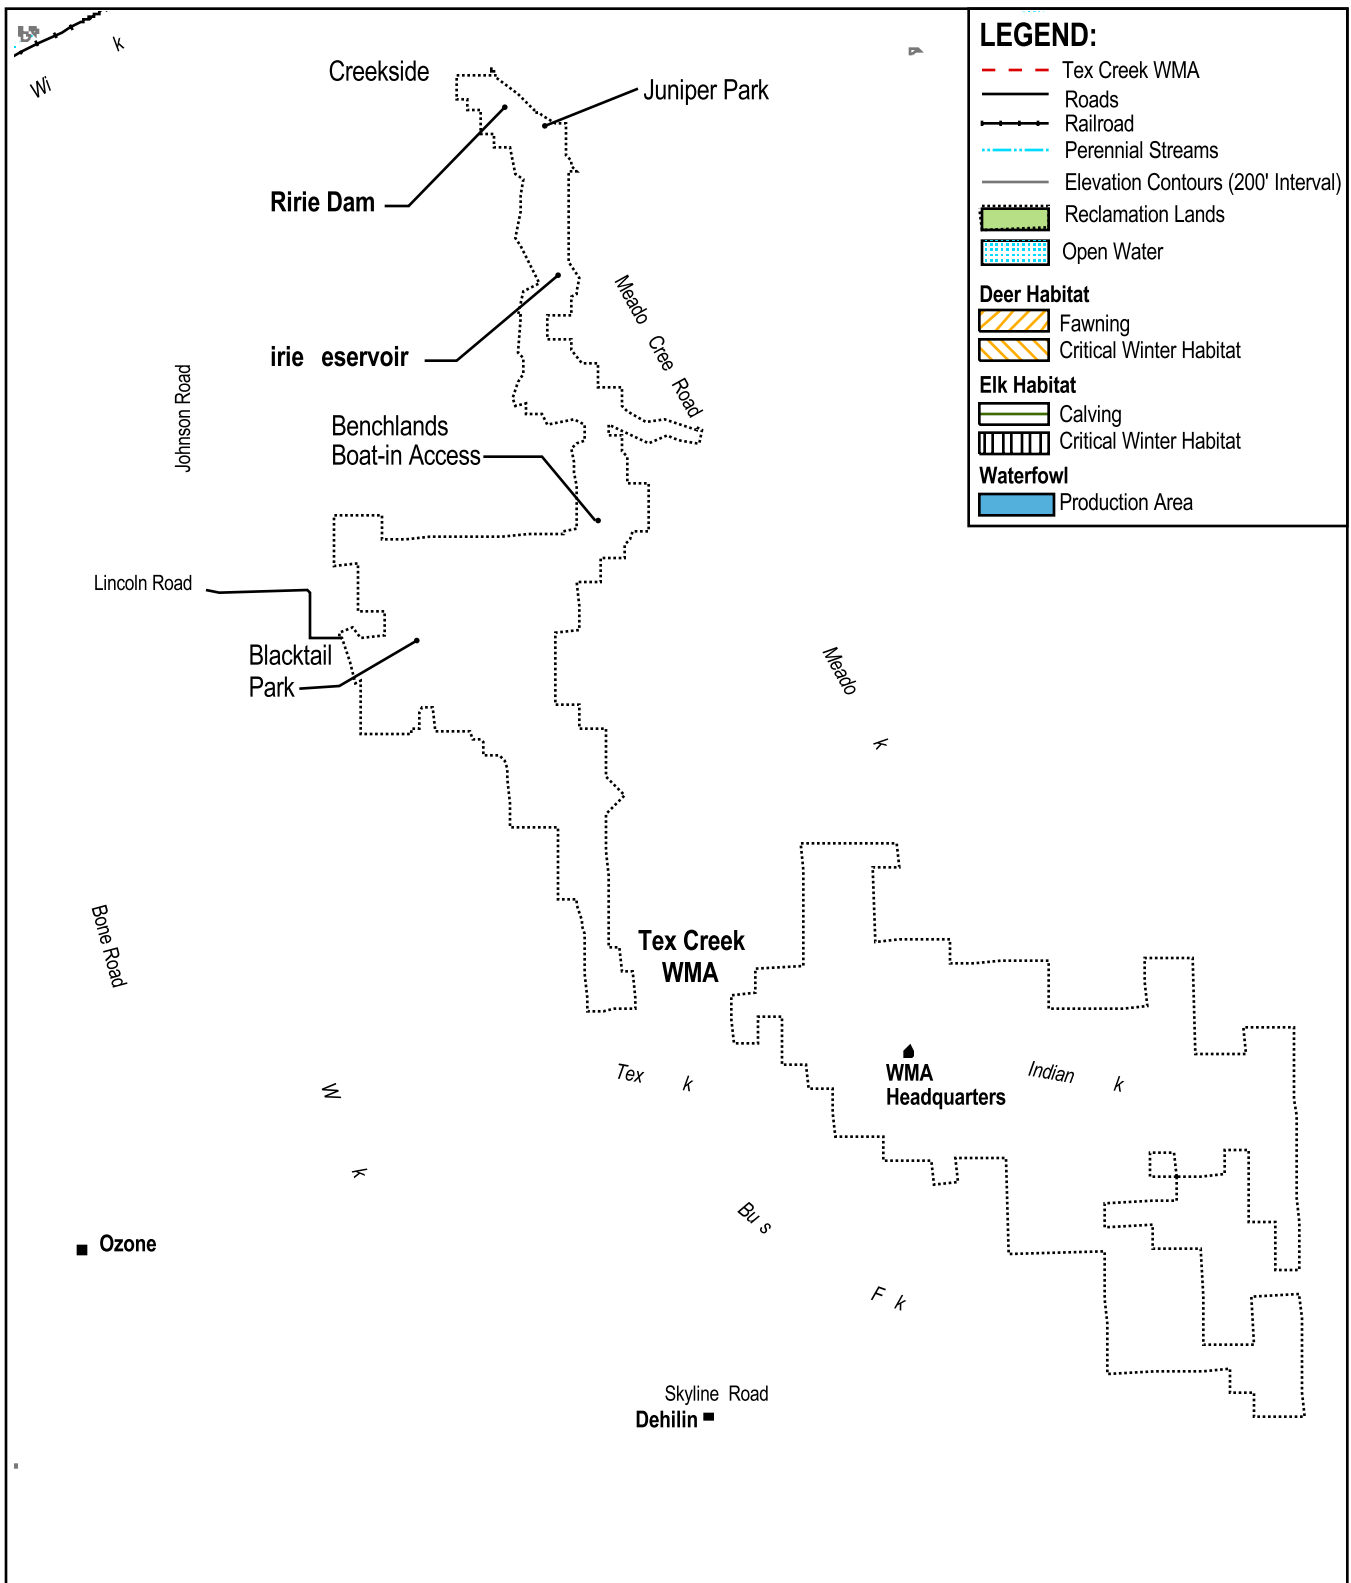 LEGEND:
Tex Creek WMA
Roads
Railroad
Perennial Streams
Elevation Contours (200' Interval)
Reclamation Lands
Open Water
Deer Habitat
Fawning
Critical Winter Habitat
Elk Habitat
Calving
Critical Winter Habitat
Waterfowl
Production Area
Wi k
Creekside
Juniper Park
Ririe Dam
Meado Cree Road
irie eservoir
Johnson Road
Benchlands
Boat-in Access
Lincoln Road
Blacktail
Park
Meado k
Bone Road
Tex Creek
WMA
WMA
Headquarters
Indian k
Tex k
W k
Bu s
F k
Ozone
Skyline Road
Dehilin